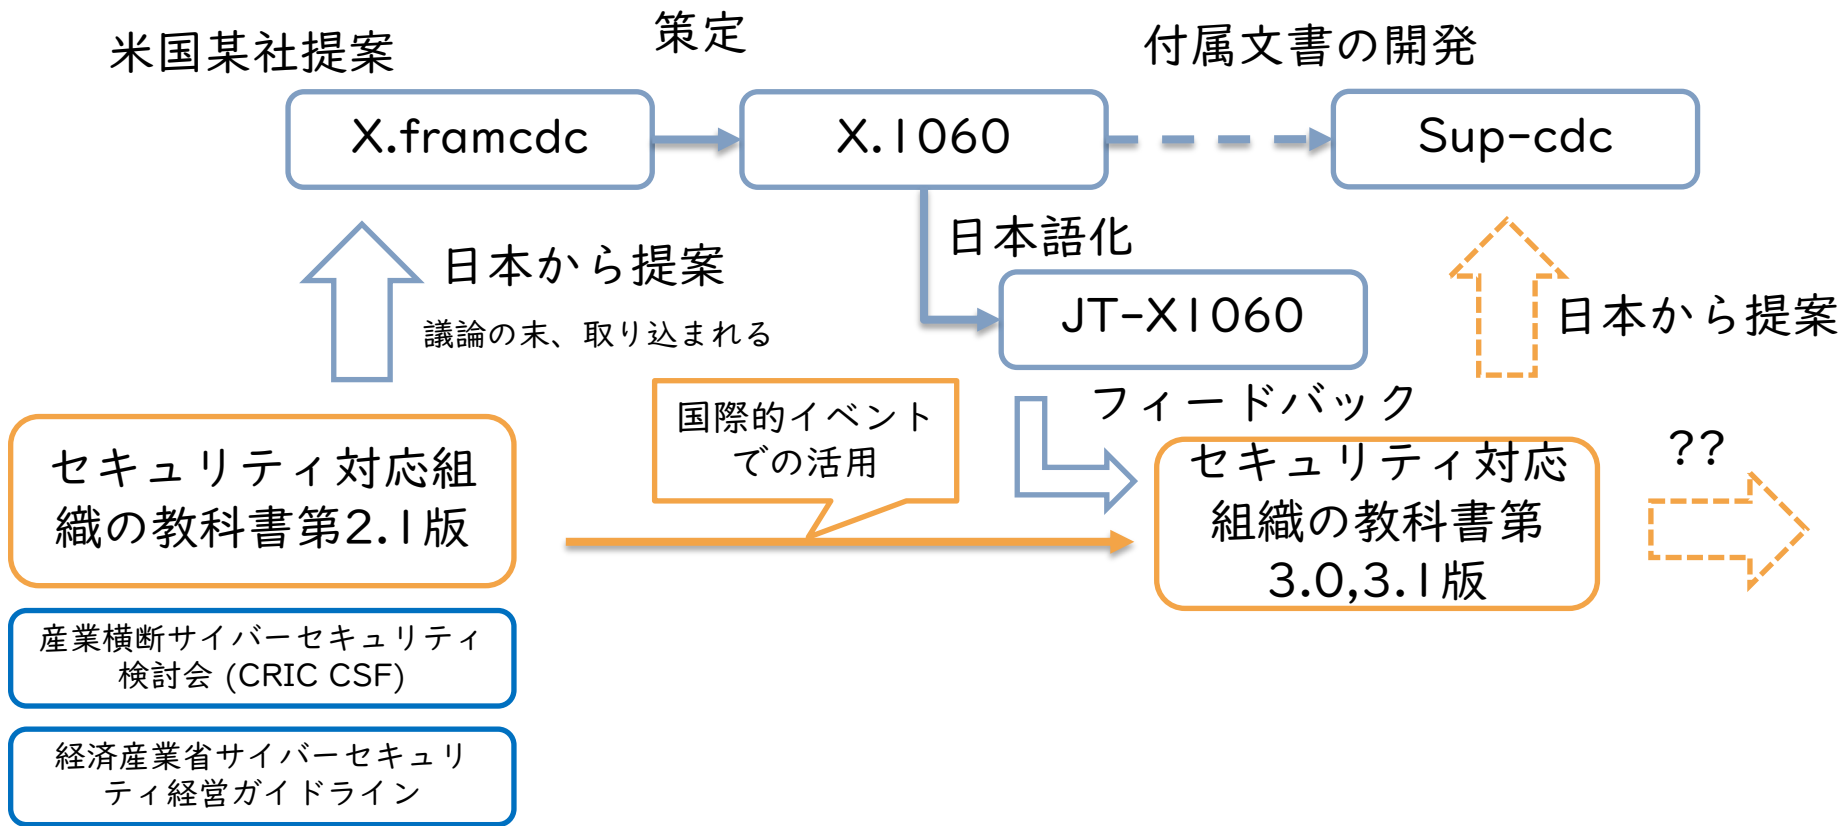 米国某社提案
策定
付属文書の開発
X.framcdc
X.1060
Sup-cdc
日本語化
日本から提案
議論の末、取り込まれる
JT-X1060
日本から提案
フィードバック
国際的イベント
での活用
セキュリティ対応組
織の教科書第2.1版
セキュリティ対応
組織の教科書第
3.0,3.1版
??
産業横断サイバーセキュリティ
検討会 (CRIC CSF)
経済産業省サイバーセキュリ
ティ経営ガイドライン